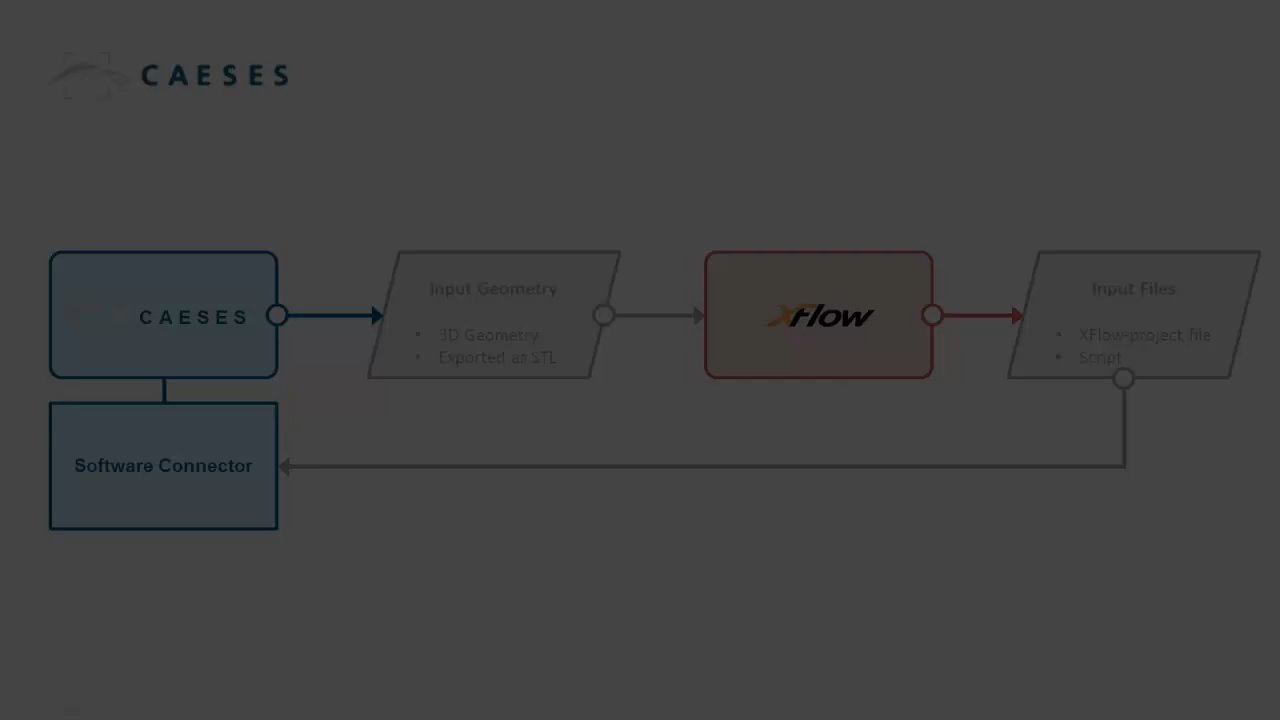 CAESES
CAESES
Input Geometry
• 3D Geometry
• Exported as STL
XFlow
Input Files
• XFlow-project file
• Script
Software Connector